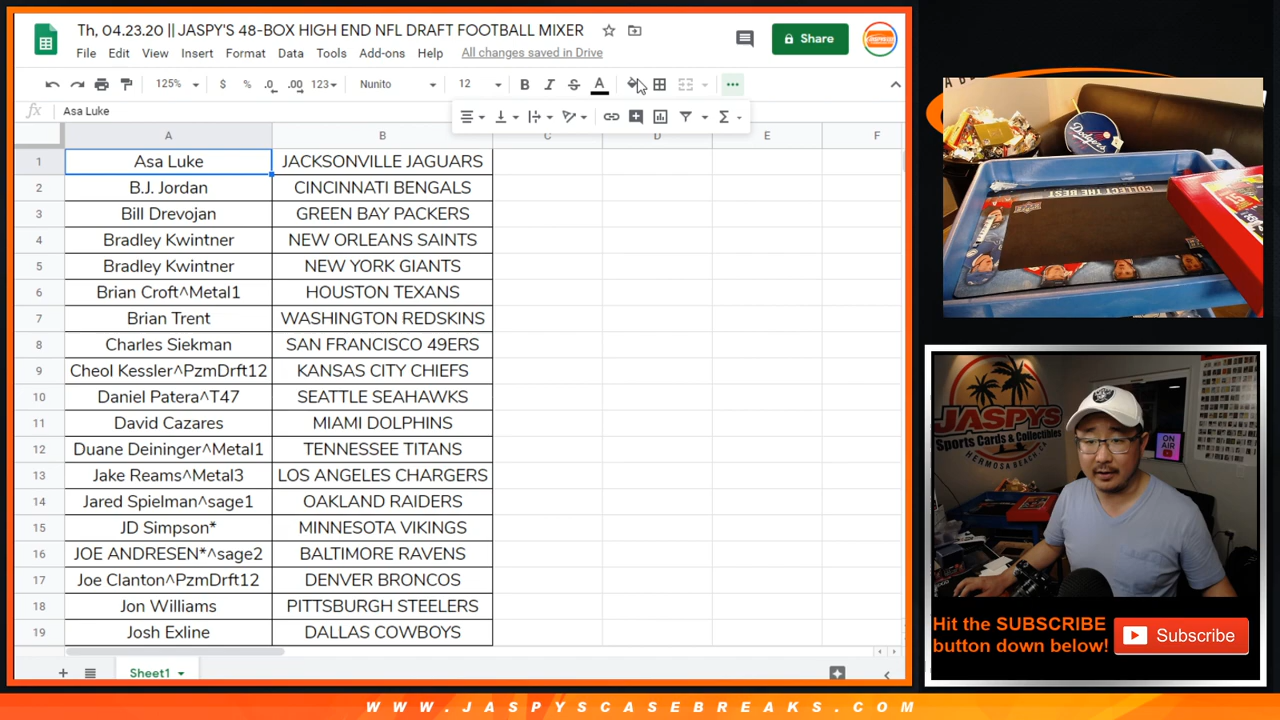 Th, 04.23.20 || JASPY'S 48-BOX HIGH END NFL DRAFT FOOTBALL MIXER
File Edit View Insert Format Data Tools Add-ons Help All changes saved in Drive
Share
125% $ % .0 .00 123 Nunito 12 B I S A
fx Asa Luke
A B C D E F
1 Asa Luke JACKSONVILLE JAGUARS
2 B.J. Jordan CINCINNATI BENGALS
3 Bill Drevojan GREEN BAY PACKERS
4 Bradley Kwintner NEW ORLEANS SAINTS
5 Bradley Kwintner NEW YORK GIANTS
6 Brian Croft^Metal1 HOUSTON TEXANS
7 Brian Trent WASHINGTON REDSKINS
8 Charles Siekman SAN FRANCISCO 49ERS
9 Cheol Kessler^PzmDrft12 KANSAS CITY CHIEFS
10 Daniel Patera^T47 SEATTLE SEAHAWKS
11 David Cazares MIAMI DOLPHINS
12 Duane Deininger^Metal1 TENNESSEE TITANS
13 Jake Reams^Metal3 LOS ANGELES CHARGERS
14 Jared Spielman^sage1 OAKLAND RAIDERS
15 JD Simpson* MINNESOTA VIKINGS
16 JOE ANDRESEN*^sage2 BALTIMORE RAVENS
17 Joe Clanton^PzmDrft12 DENVER BRONCOS
18 Jon Williams PITTSBURGH STEELERS
19 Josh Exline DALLAS COWBOYS
Sheet1
Dodgers
COLLECT THE BEST
JASPYS
Sports Cards & Collectibles
HERMOSA BEACH, CA
ON AIR
Hit the SUBSCRIBE
button down below!
Subscribe
WWW.JASPYSCASEBREAKS.COM